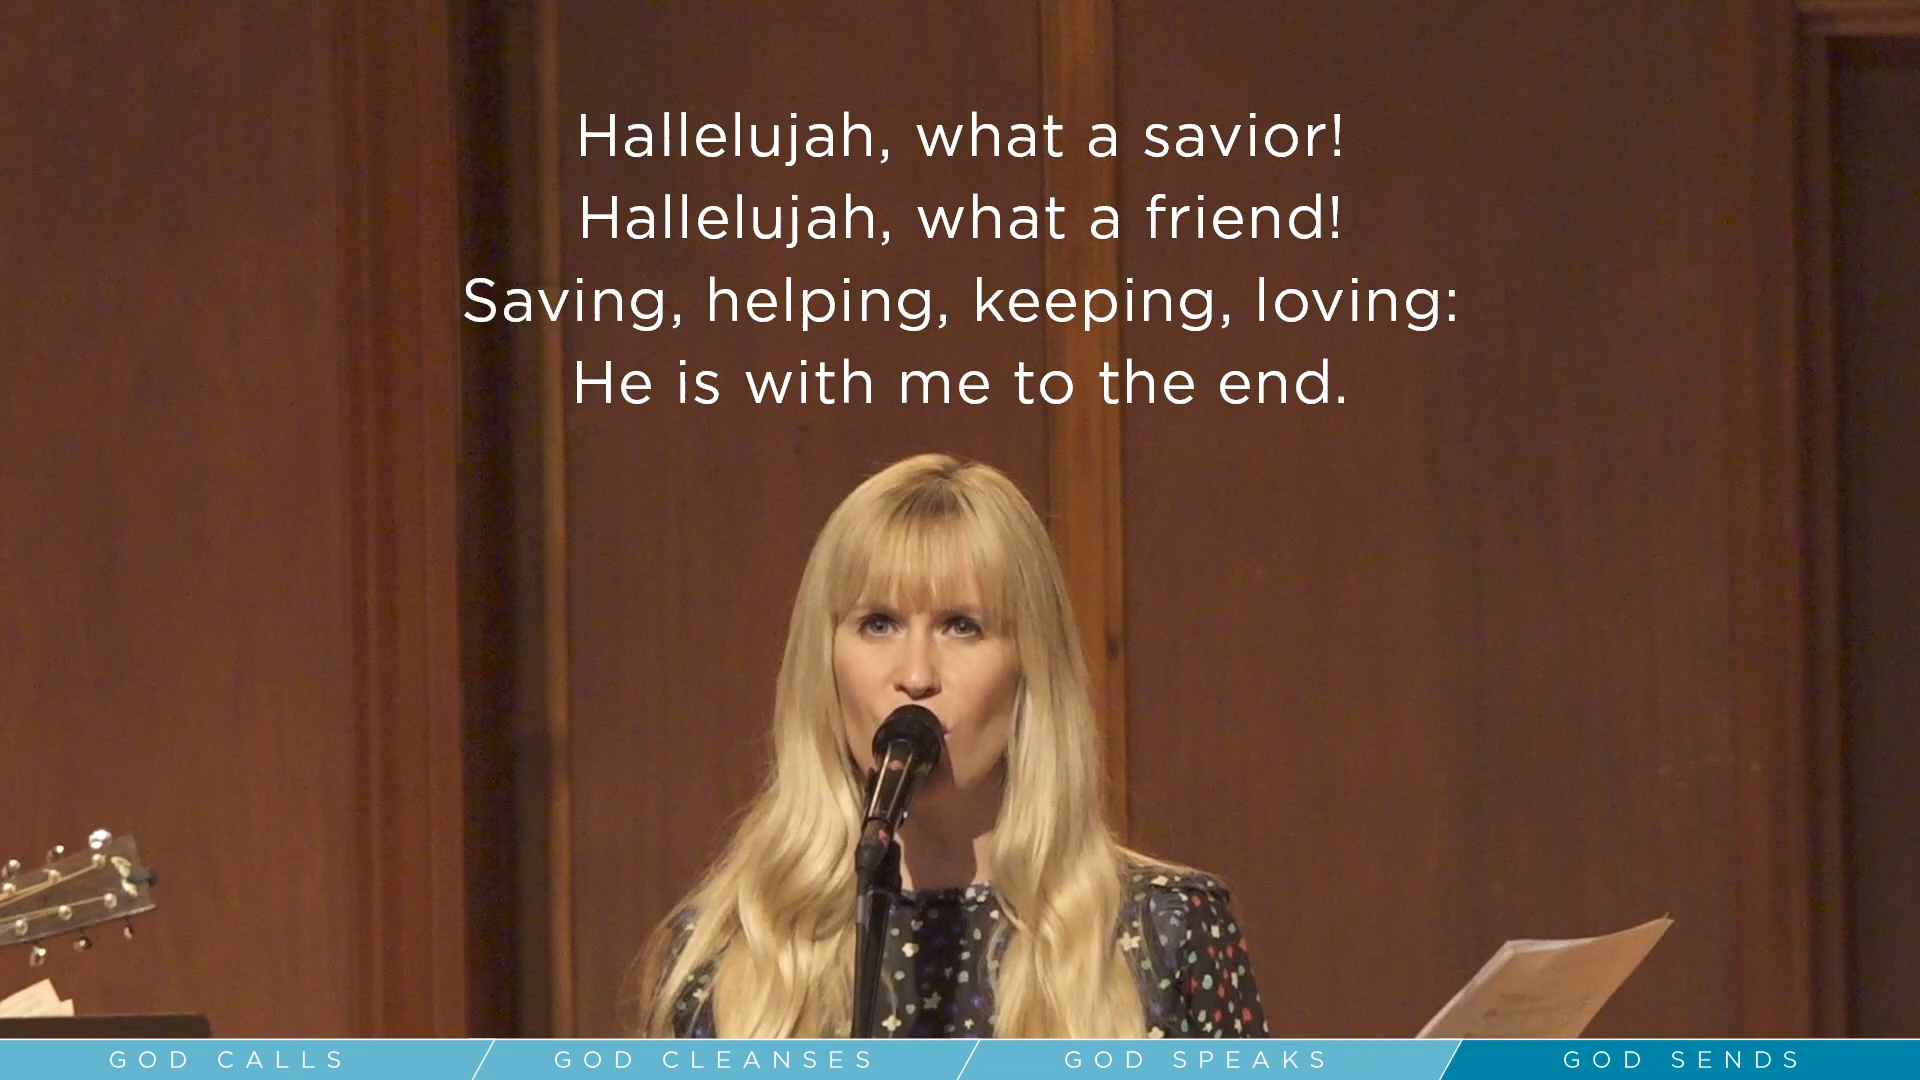 Hallelujah, what a savior!
Hallelujah, what a friend!
Saving, helping, keeping, loving:
He is with me to the end.
GOD CALLS
GOD CLEANSES
GOD SPEAKS
GOD SENDS